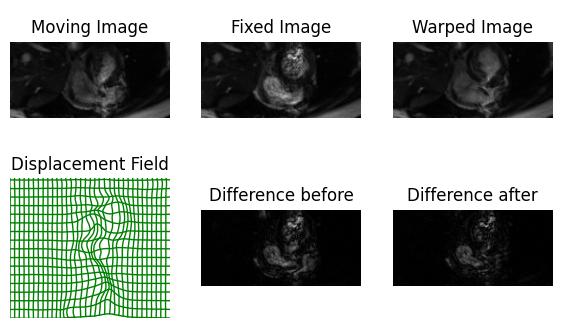 Moving Image
Fixed Image
Warped Image
Displacement Field
Difference before
Difference after